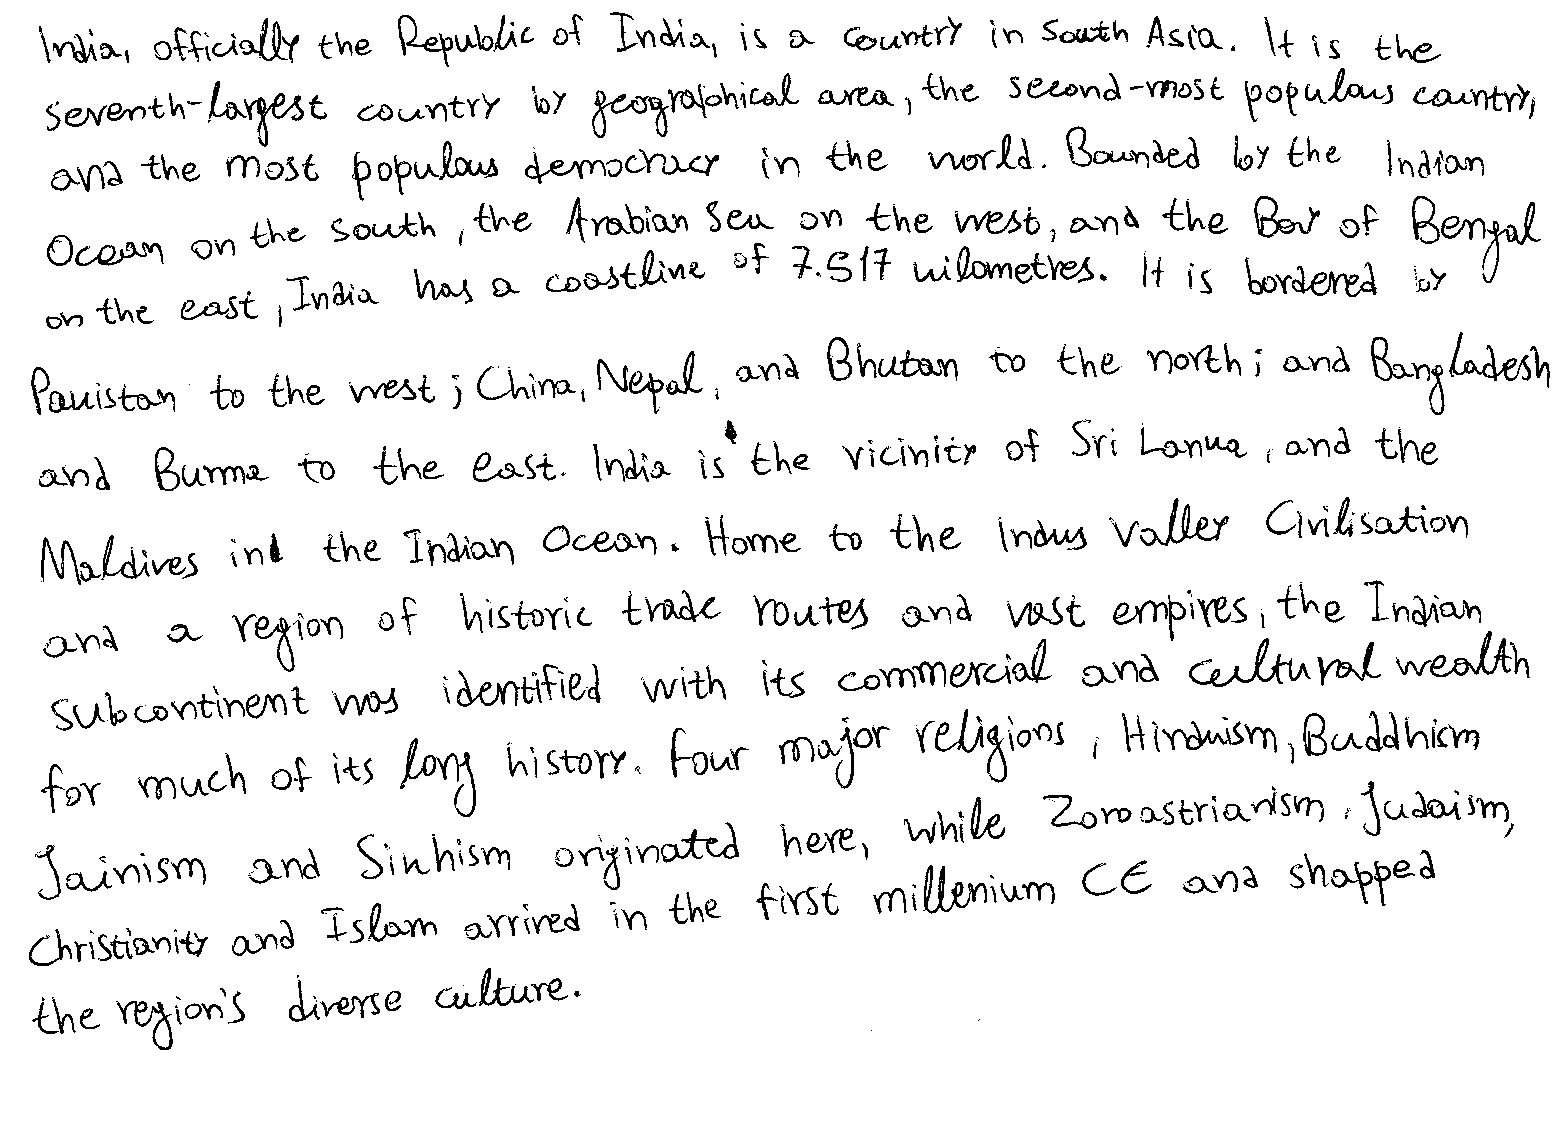 India, officially the Republic of India, is a country in South Asia. It is the
seventh-largest country by geographical area, the second-most populous country,
and the most populous democracy in the world. Bounded by the Indian
Ocean on the south, the Arabian Sea on the west, and the Bay of Bengal
on the east, India has a coastline of 7.517 kilometres. It is bordered by
Pakistan to the west; China, Nepal, and Bhutan to the north; and Bangladesh
and Burma to the east. India is the vicinity of Sri Lanka, and the
Maldives in the Indian Ocean. Home to the Indus Valley Civilisation
and a region of historic trade routes and vast empires, the Indian
subcontinent was identified with its commercial and cultural wealth
for much of its long history. Four major religions, Hinduism, Buddhism
Jainism and Sikhism originated here, while Zoroastrianism, Judaism,
Christianity and Islam arrived in the first millenium CE and shapped
the region's diverse culture.